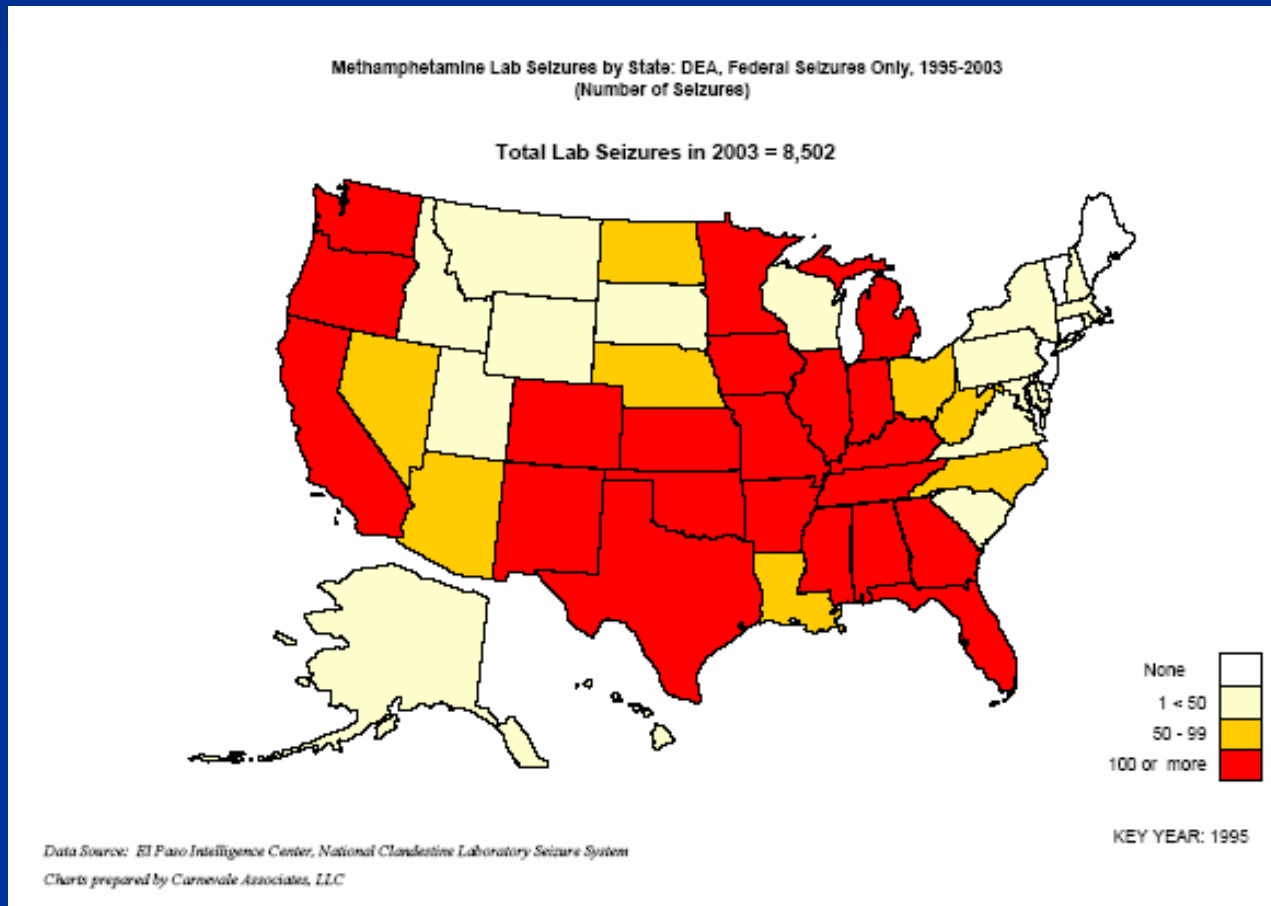 Methamphetamine Lab Seizures by State: DEA, Federal Seizures Only, 1995-2003
(Number of Seizures)
Total Lab Seizures in 2003 = 8,502
None
1 < 50
50 - 99
100 or more
KEY YEAR: 1995
Data Source: El Paso Intelligence Center, National Clandestine Laboratory Seizure System
Charts prepared by Carnevale Associates, LLC